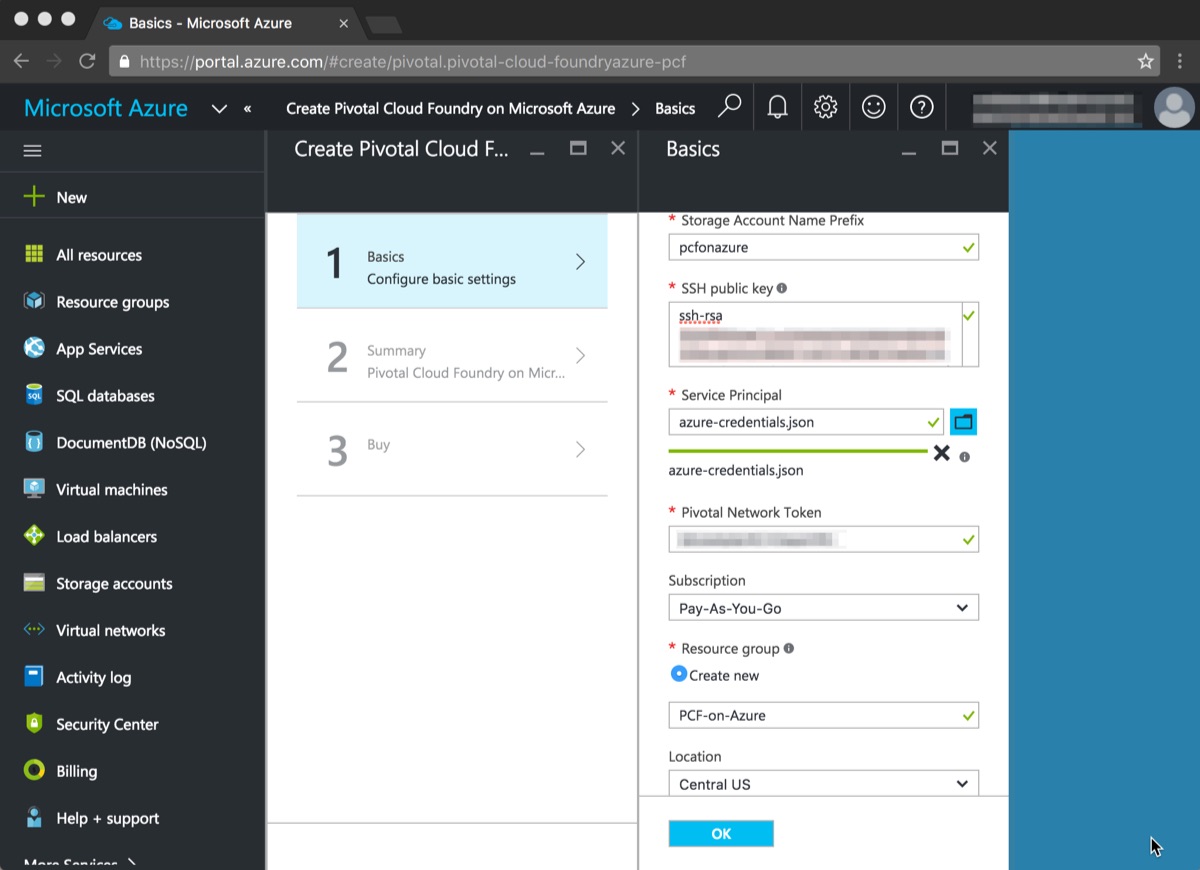 Basics - Microsoft Azure
https://portal.azure.com/#create/pivotal.pivotal-cloud-foundryazure-pcf
Microsoft Azure
Create Pivotal Cloud Foundry on Microsoft Azure > Basics
New
All resources
Resource groups
App Services
SQL databases
DocumentDB (NoSQL)
Virtual machines
Load balancers
Storage accounts
Virtual networks
Activity log
Security Center
Billing
Help + support
More Services >
Create Pivotal Cloud F...
1
Basics
Configure basic settings
2
Summary
Pivotal Cloud Foundry on Micr...
3
Buy
Basics
* Storage Account Name Prefix
pcfonazure
* SSH public key
ssh-rsa
* Service Principal
azure-credentials.json
azure-credentials.json
* Pivotal Network Token
Subscription
Pay-As-You-Go
* Resource group
Create new
PCF-on-Azure
Location
Central US
OK